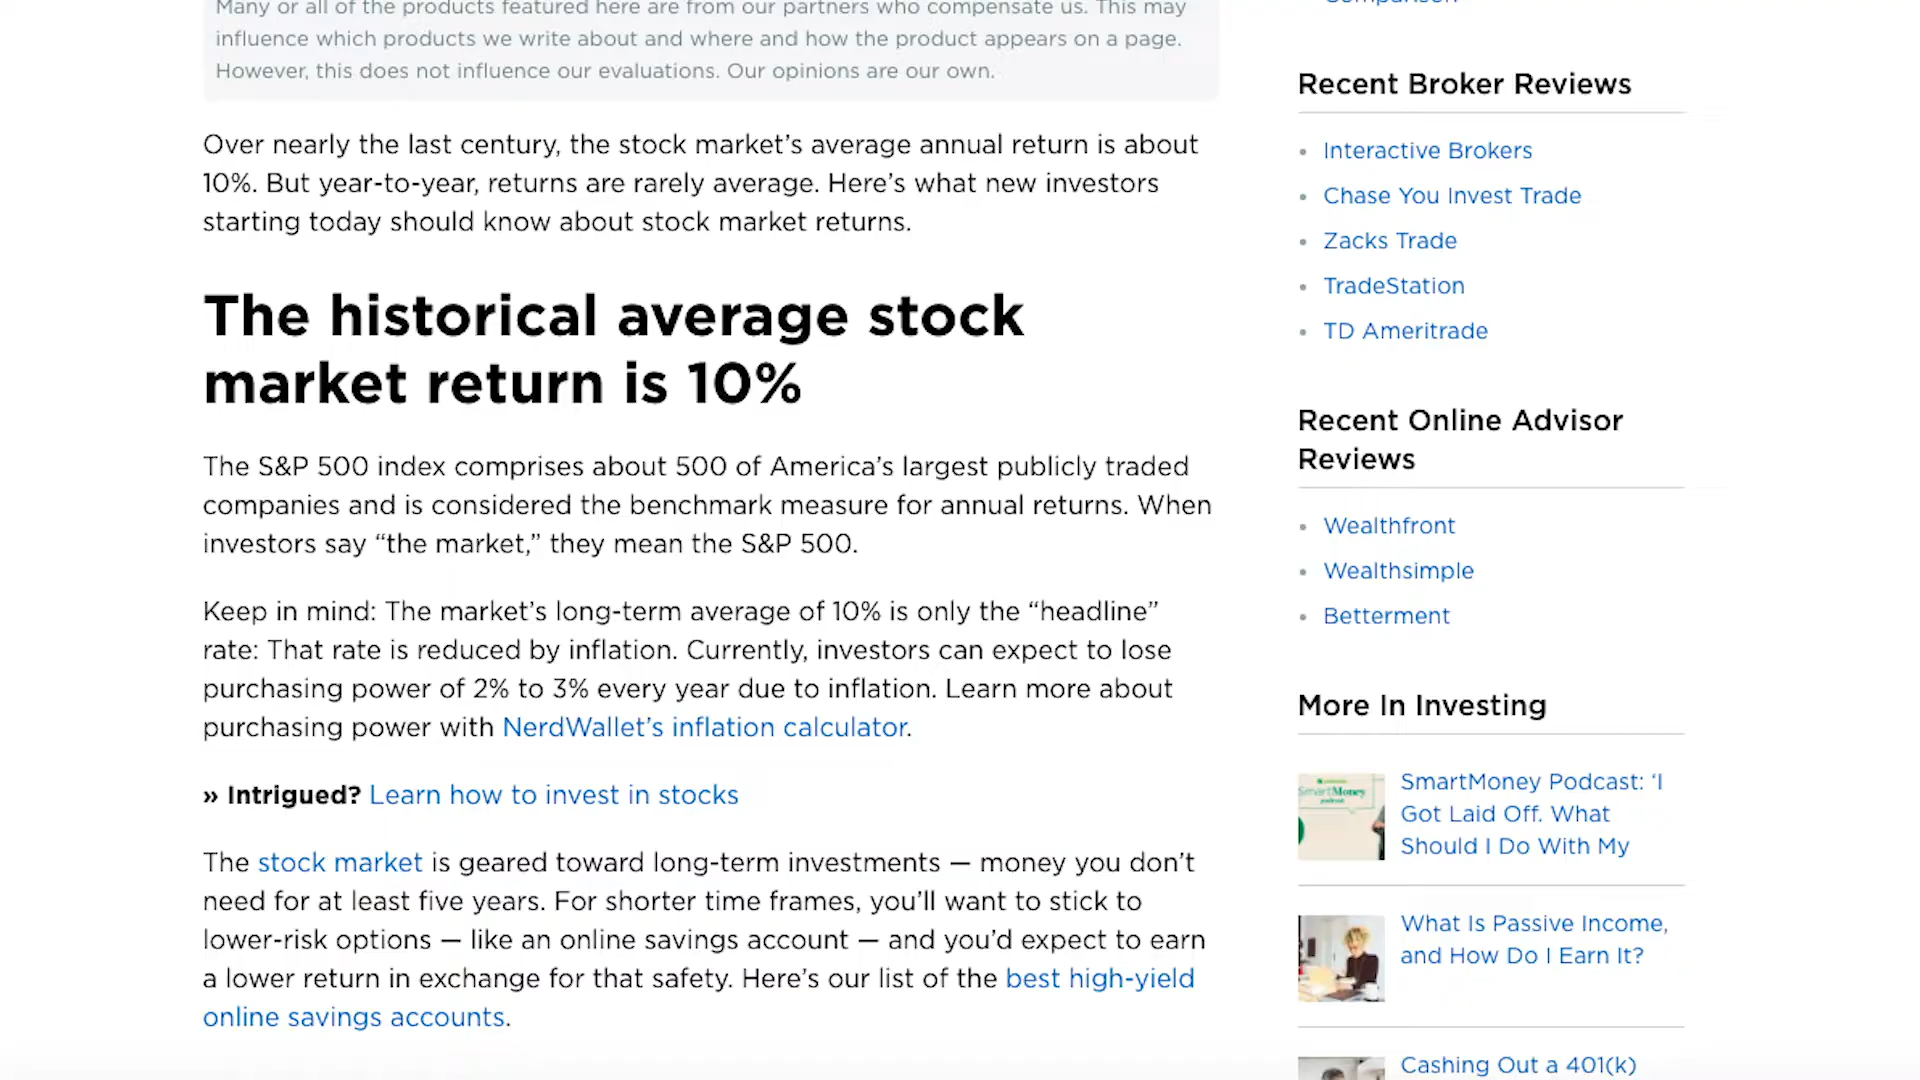 Many or all of the products featured here are from our partners who compensate us. This may
influence which products we write about and where and how the product appears on a page.
However, this does not influence our evaluations. Our opinions are our own.
Over nearly the last century, the stock market’s average annual return is about
10%. But year-to-year, returns are rarely average. Here’s what new investors
starting today should know about stock market returns.
The historical average stock
market return is 10%
The S&P 500 index comprises about 500 of America’s largest publicly traded
companies and is considered the benchmark measure for annual returns. When
investors say “the market,” they mean the S&P 500.
Keep in mind: The market’s long-term average of 10% is only the “headline”
rate: That rate is reduced by inflation. Currently, investors can expect to lose
purchasing power of 2% to 3% every year due to inflation. Learn more about
purchasing power with NerdWallet’s inflation calculator.
» Intrigued? Learn how to invest in stocks
The stock market is geared toward long-term investments — money you don’t
need for at least five years. For shorter time frames, you’ll want to stick to
lower-risk options — like an online savings account — and you’d expect to earn
a lower return in exchange for that safety. Here’s our list of the best high-yield
online savings accounts.
Recent Broker Reviews
• Interactive Brokers
• Chase You Invest Trade
• Zacks Trade
• TradeStation
• TD Ameritrade
Recent Online Advisor
Reviews
• Wealthfront
• Wealthsimple
• Betterment
More In Investing
SmartMoney
podcast
SmartMoney Podcast: ‘I
Got Laid Off. What
Should I Do With My
What Is Passive Income,
and How Do I Earn It?
Cashing Out a 401(k)